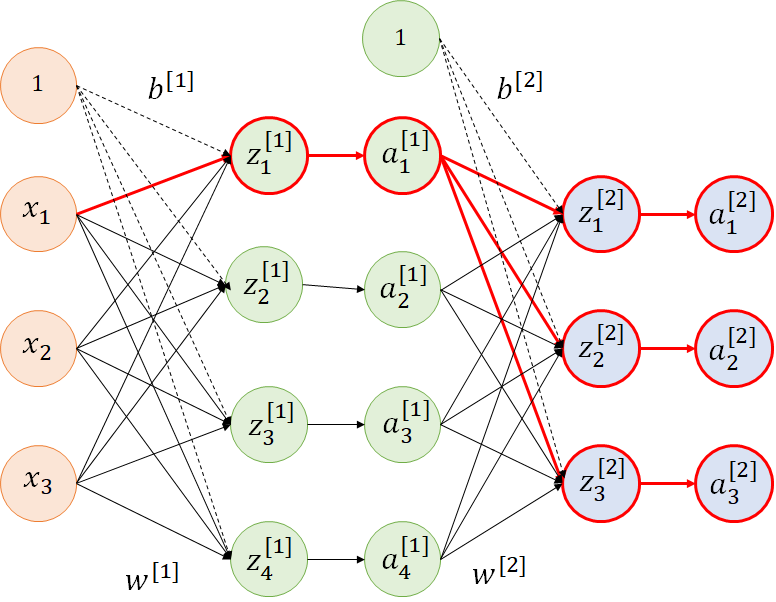 1
1
b^[1]
b^[2]
z_1^[1]
a_1^[1]
x_1
z_1^[2]
a_1^[2]
z_2^[1]
a_2^[1]
x_2
z_2^[2]
a_2^[2]
z_3^[1]
a_3^[1]
x_3
z_3^[2]
a_3^[2]
z_4^[1]
a_4^[1]
w^[1]
w^[2]